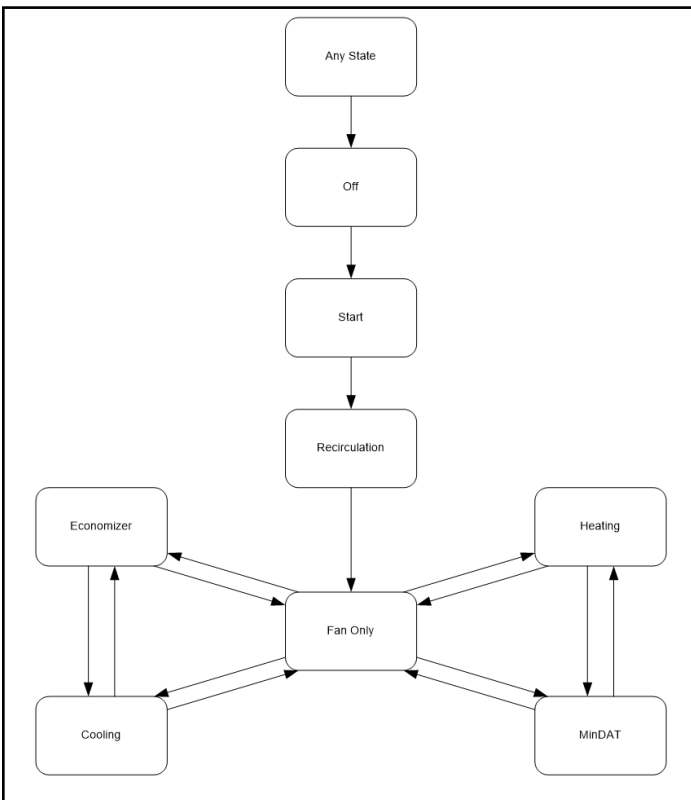 Any State
Off
Start
Recirculation
Economizer
Heating
Fan Only
Cooling
MinDAT